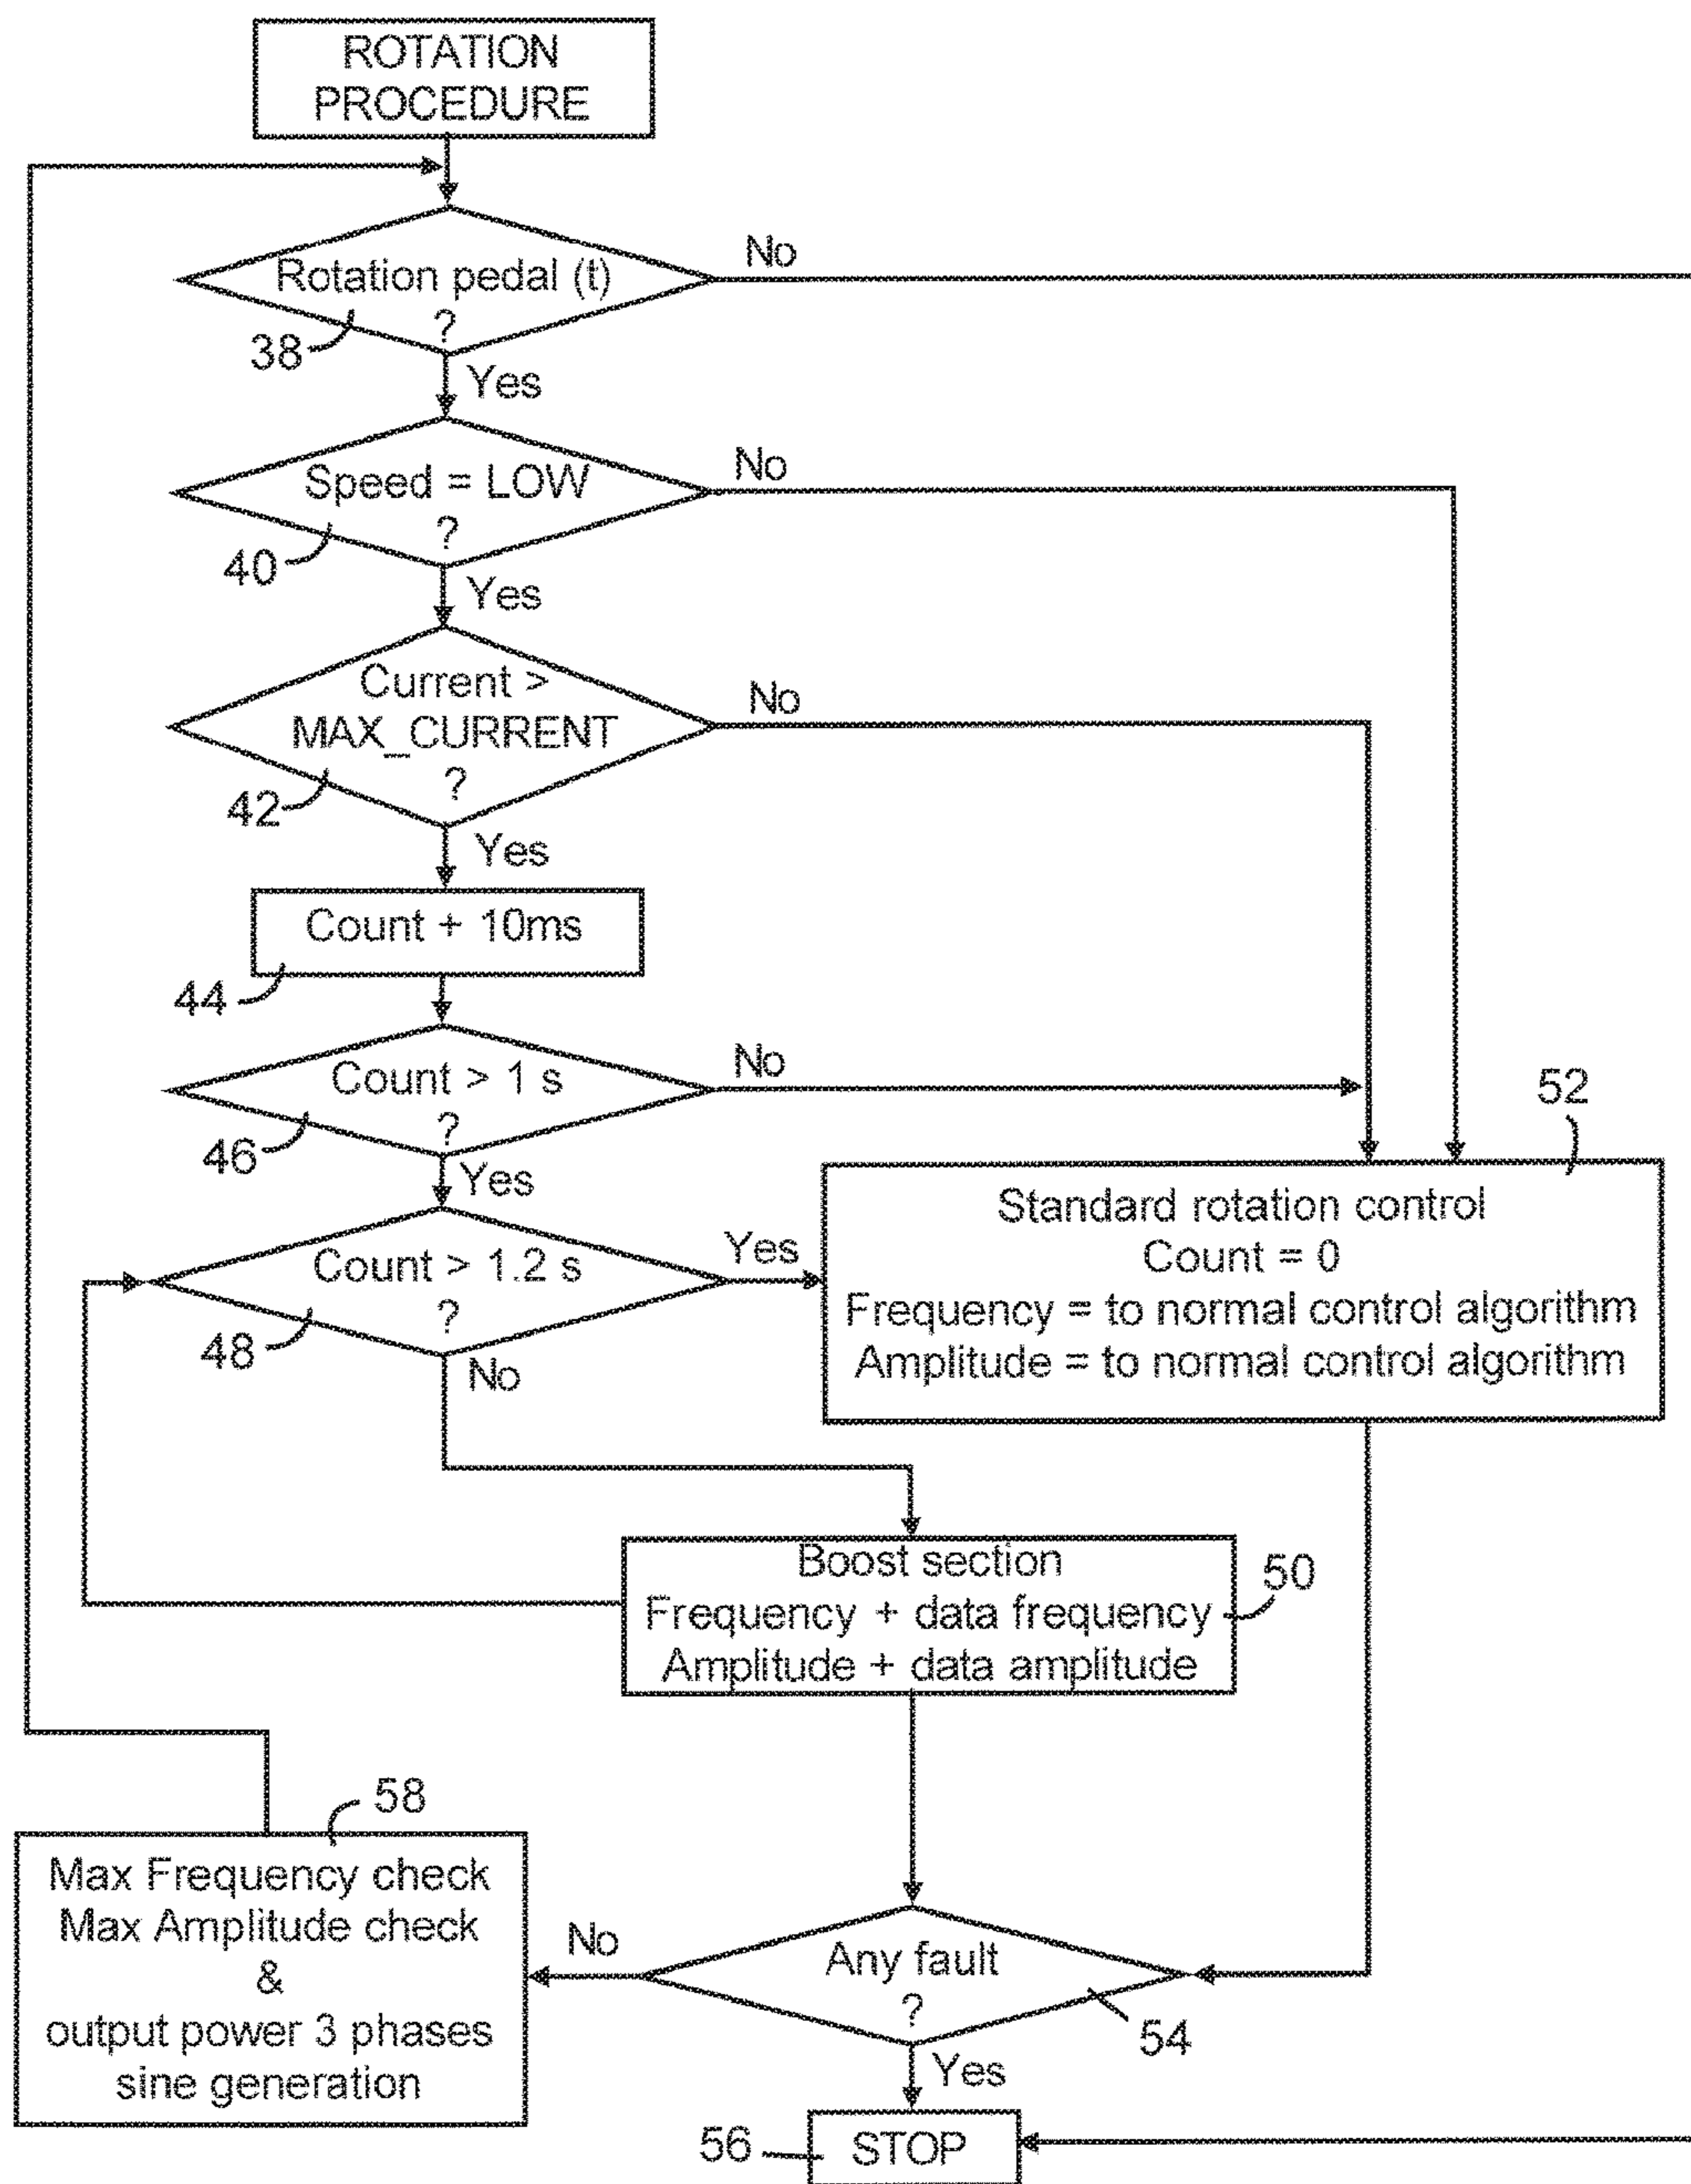 ROTATION
PROCEDURE
Rotation pedal (t)
?
38
No
Yes
Speed = LOW
?
40
No
Yes
Current >
MAX_CURRENT
?
42
No
Yes
Count + 10ms
44
Count > 1 s
?
46
No
Yes
52
Standard rotation control
Count = 0
Frequency = to normal control algorithm
Amplitude = to normal control algorithm
Count > 1.2 s
?
48
Yes
No
Boost section
Frequency + data frequency
Amplitude + data amplitude
50
58
Max Frequency check
Max Amplitude check
&
output power 3 phases
sine generation
No
Any fault
?
54
Yes
56
STOP